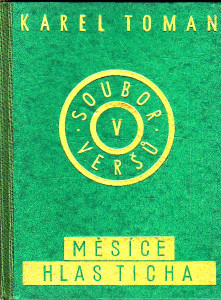 KAREL TOMAN
SOUBOR
V
VERŠŮ
MĚSÍCE
HLAS TICHA